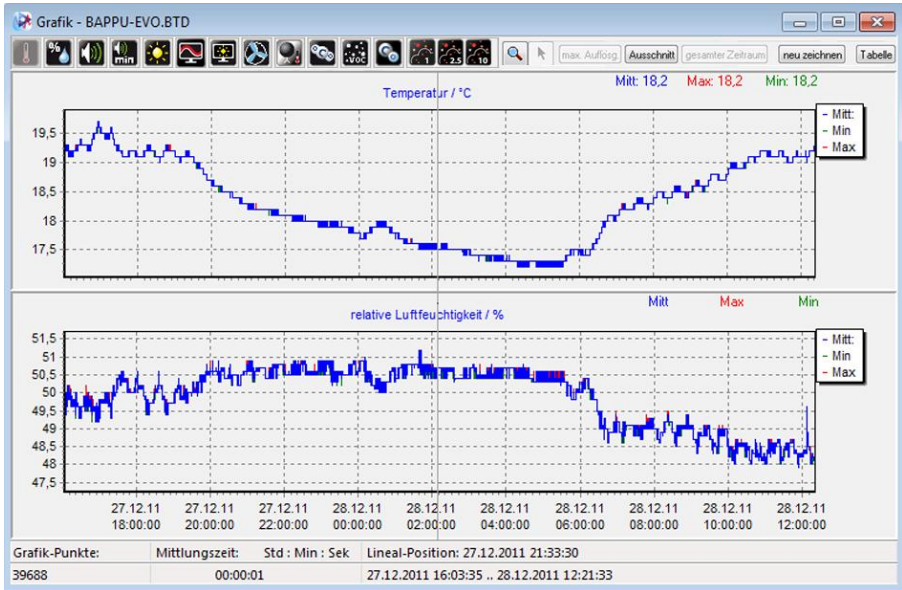 Grafik - BAPPU-EVO.BTD
min VOC 1 2.5 10 max. Auflösg. Ausschnitt gesamter Zeitraum neu zeichnen Tabelle
Mitt: 18,2 Max: 18,2 Min: 18,2
Temperatur / °C
Mitt:
Min
Max
19,5
19
18,5
18
17,5
Mitt Max Min
relative Luftfeuchtigkeit / %
Mitt:
Min
Max
51,5
51
50,5
50
49,5
49
48,5
48
47,5
27.12.11 27.12.11 27.12.11 28.12.11 28.12.11 28.12.11 28.12.11 28.12.11 28.12.11 28.12.11
18:00:00 20:00:00 22:00:00 00:00:00 02:00:00 04:00:00 06:00:00 08:00:00 10:00:00 12:00:00
Grafik-Punkte: Mittlungszeit: Std : Min : Sek Lineal-Position: 27.12.2011 21:33:30
39688 00:00:01 27.12.2011 16:03:35 .. 28.12.2011 12:21:33